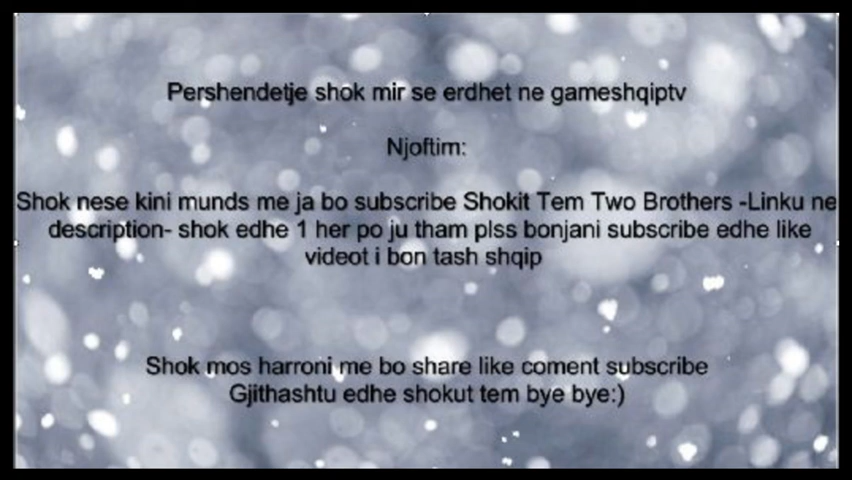 Pershendetje shok mir se erdhet ne gameshqiptv
Njoftim:
Shok nese kini munds me ja bo subscribe Shokit Tem Two Brothers -Linku ne
description- shok edhe 1 her po ju tham plss bonjani subscribe edhe like
videot i bon tash shqip
Shok mos harroni me bo share like coment subscribe
Gjithashtu edhe shokut tem bye bye:)